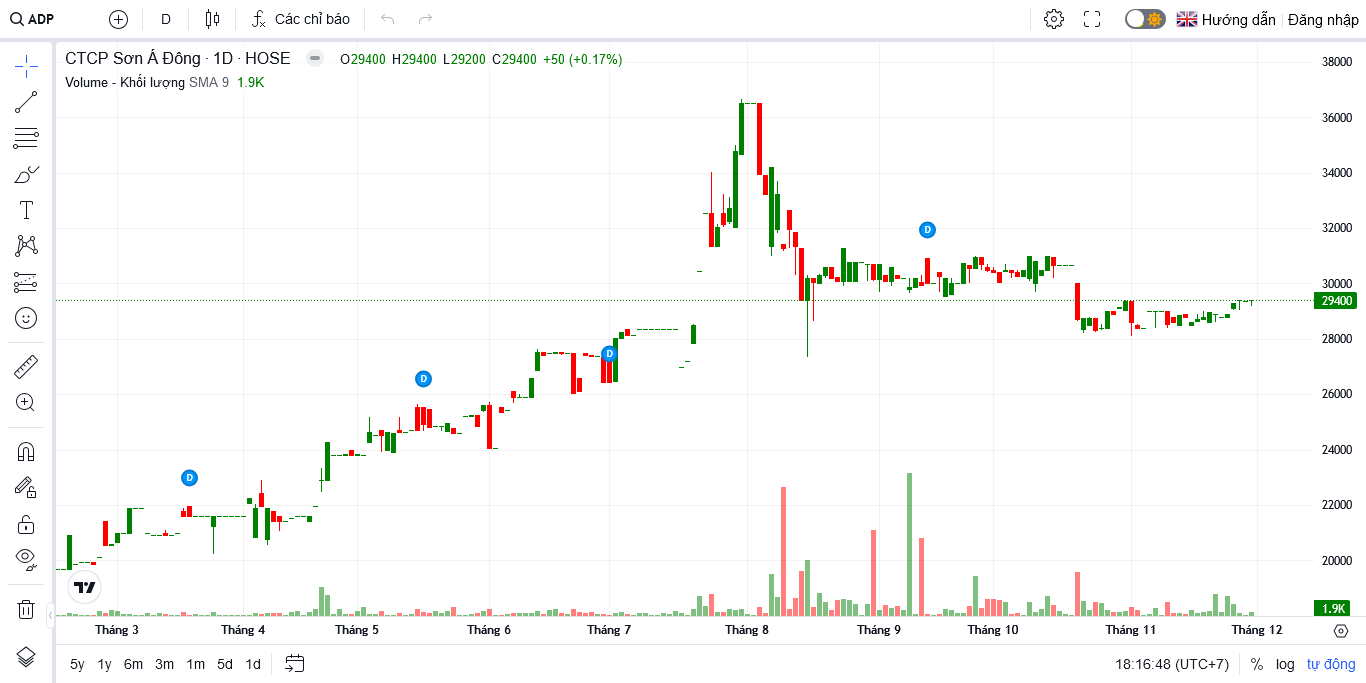 ADP D Các chỉ báo Hướng dẫn Đăng nhập
CTCP Sơn Á Đông · 1D · HOSE O29400 H29400 L29200 C29400 +50 (+0.17%)
Volume - Khối lượng SMA 9 1.9K
38000
36000
34000
32000
30000
29400
28000
26000
24000
22000
20000
1.9K
D
D
D
D
Tháng 3 Tháng 4 Tháng 5 Tháng 6 Tháng 7 Tháng 8 Tháng 9 Tháng 10 Tháng 11 Tháng 12
5y 1y 6m 3m 1m 5d 1d 18:16:48 (UTC+7) % log tự động